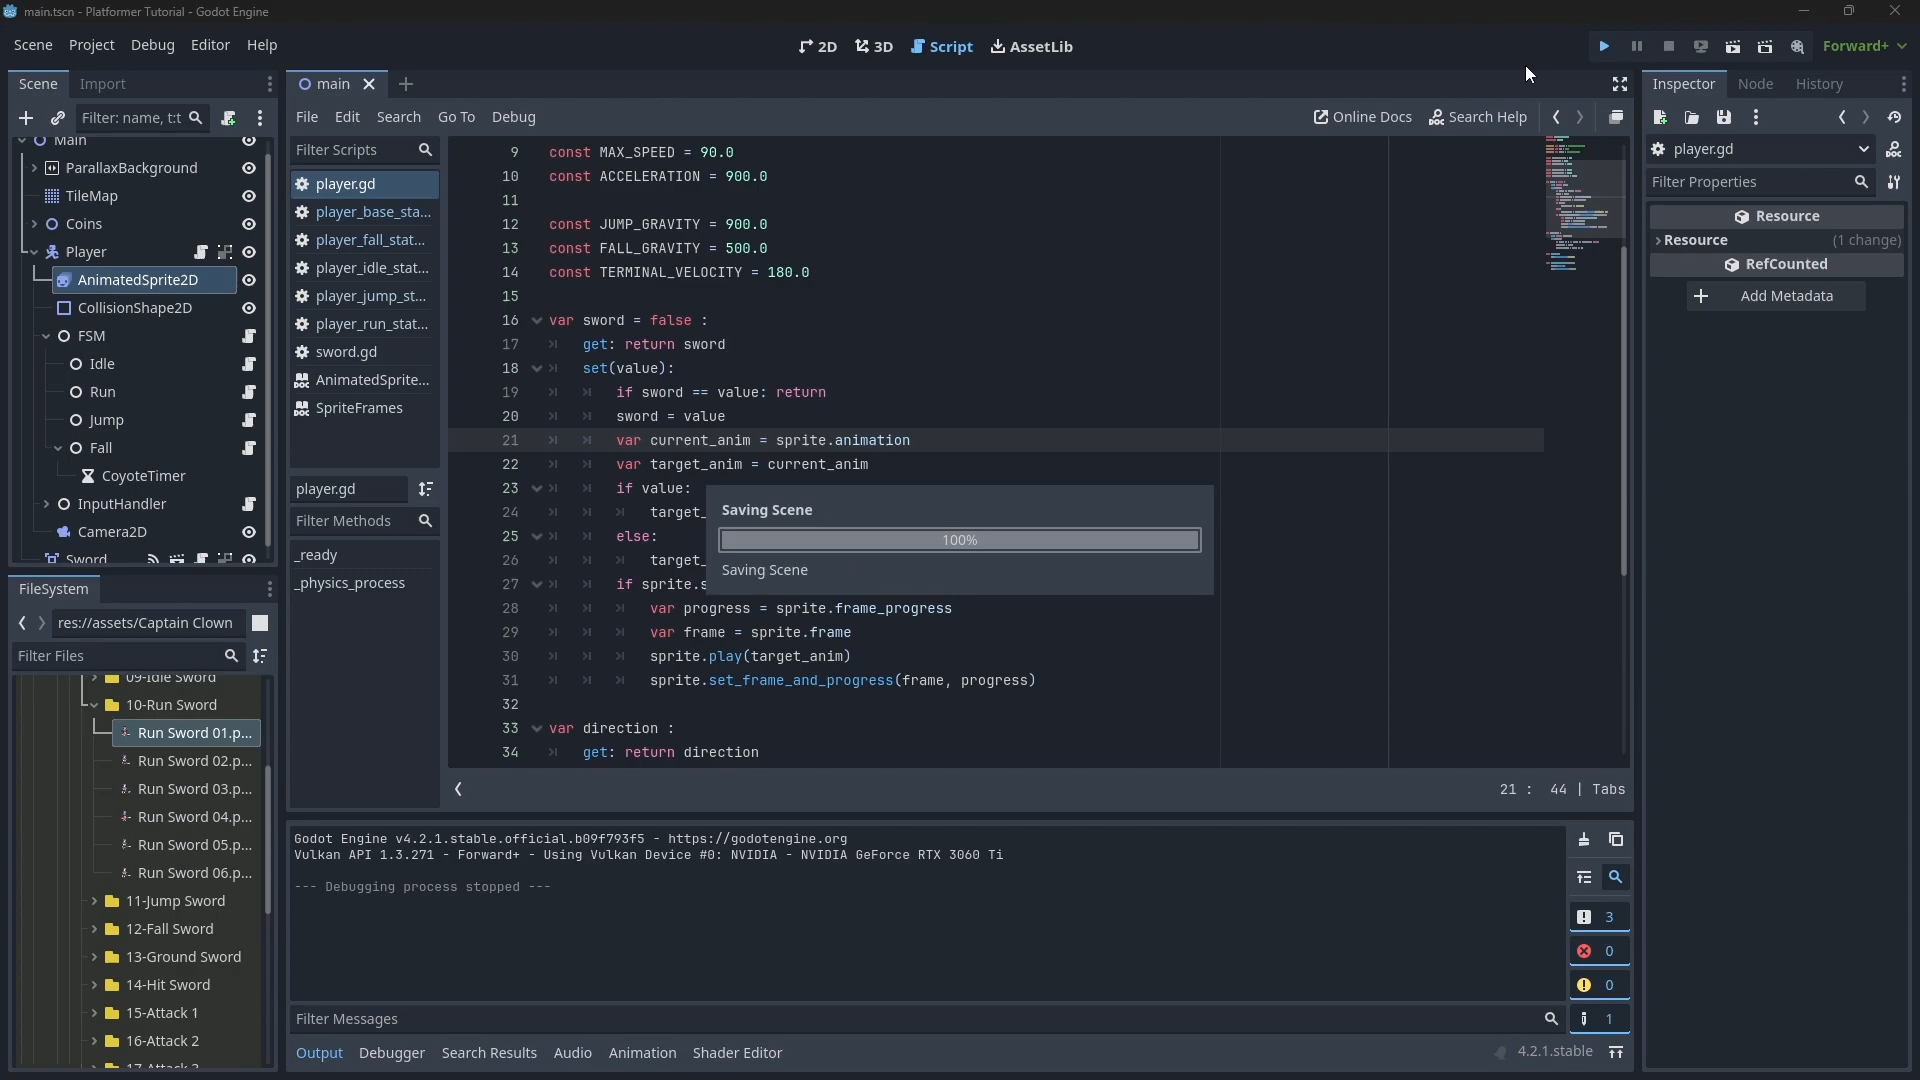 main.tscn - Platformer Tutorial - Godot Engine
Scene Project Debug Editor Help
2D 3D Script AssetLib
Forward+
Scene Import
Filter: name, t:t
Main
ParallaxBackground
TileMap
Coins
Player
AnimatedSprite2D
CollisionShape2D
FSM
Idle
Run
Jump
Fall
CoyoteTimer
InputHandler
Camera2D
Sword
FileSystem
res://assets/Captain Clown
Filter Files
09-Idle Sword
10-Run Sword
Run Sword 01.p...
Run Sword 02.p...
Run Sword 03.p...
Run Sword 04.p...
Run Sword 05.p...
Run Sword 06.p...
11-Jump Sword
12-Fall Sword
13-Ground Sword
14-Hit Sword
15-Attack 1
16-Attack 2
17-Attack 3
main
File Edit Search Go To Debug
Online Docs Search Help
Filter Scripts
player.gd
player_base_sta...
player_fall_stat...
player_idle_stat...
player_jump_st...
player_run_stat...
sword.gd
AnimatedSprite...
SpriteFrames
player.gd
Filter Methods
_ready
_physics_process
9 const MAX_SPEED = 90.0
10 const ACCELERATION = 900.0
11
12 const JUMP_GRAVITY = 900.0
13 const FALL_GRAVITY = 500.0
14 const TERMINAL_VELOCITY = 180.0
15
16 var sword = false :
17 get: return sword
18 set(value):
19 if sword == value: return
20 sword = value
21 var current_anim = sprite.animation
22 var target_anim = current_anim
23 if value:
24 target_
25 else:
26 target_
27 if sprite.s
28 var progress = sprite.frame_progress
29 var frame = sprite.frame
30 sprite.play(target_anim)
31 sprite.set_frame_and_progress(frame, progress)
32
33 var direction :
34 get: return direction
Saving Scene
100%
Saving Scene
21 : 44 | Tabs
Godot Engine v4.2.1.stable.official.b09f793f5 - https://godotengine.org
Vulkan API 1.3.271 - Forward+ - Using Vulkan Device #0: NVIDIA - NVIDIA GeForce RTX 3060 Ti
--- Debugging process stopped ---
3
0
0
1
Filter Messages
Output Debugger Search Results Audio Animation Shader Editor
4.2.1.stable
Inspector Node History
player.gd
Filter Properties
Resource
Resource (1 change)
RefCounted
Add Metadata